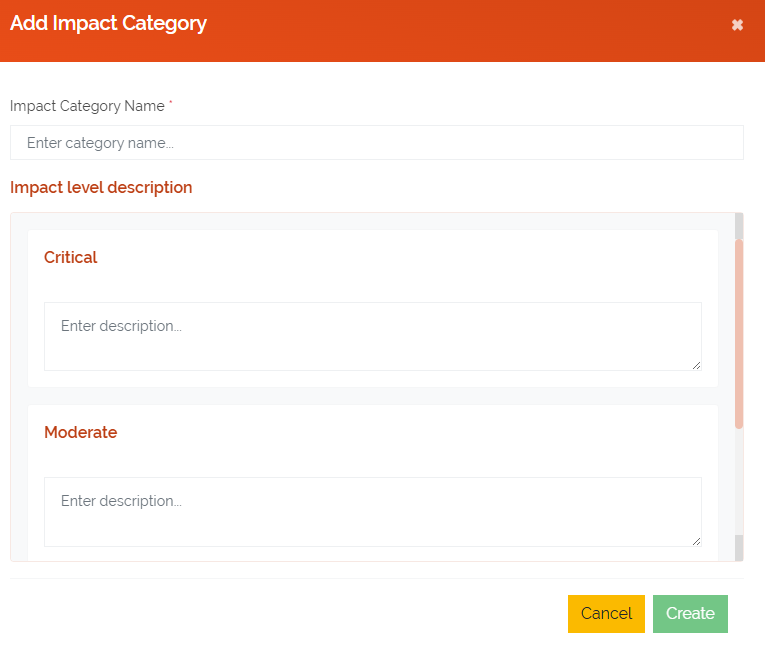 Add Impact Category
Impact Category Name *
Enter category name...
Impact level description
Critical
Enter description...
Moderate
Enter description...
Cancel Create